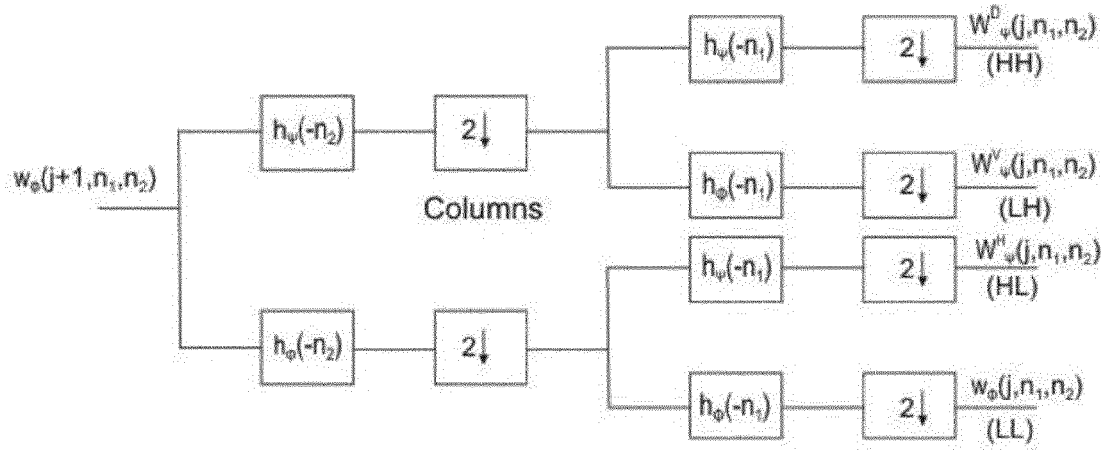 W^D_ψ(j,n₁,n₂)
h_ψ(-n₁)
2↓
(HH)
h_ψ(-n₂)
2↓
w_Φ(j+1,n₁,n₂)
W^V_ψ(j,n₁,n₂)
h_Φ(-n₁)
2↓
(LH)
Columns
W^H_ψ(j,n₁,n₂)
h_ψ(-n₁)
2↓
(HL)
h_Φ(-n₂)
2↓
w_Φ(j,n₁,n₂)
h_Φ(-n₁)
2↓
(LL)